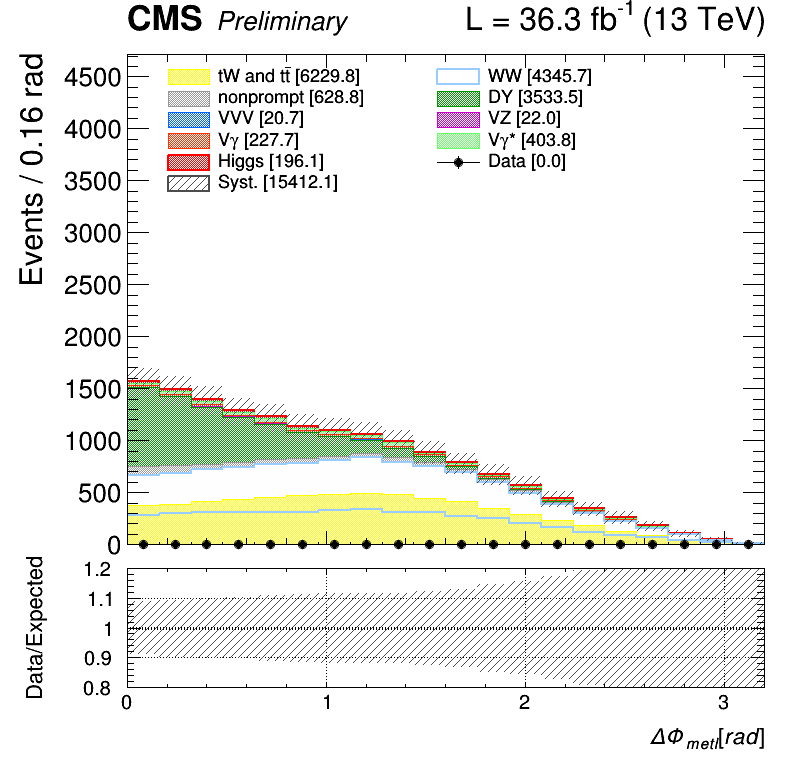 CMS Preliminary L = 36.3 fb⁻¹ (13 TeV)
Events / 0.16 rad
4500
4000
3500
3000
2500
2000
1500
1000
500
0
tW and tt̄ [6229.8]
nonprompt [628.8]
VVV [20.7]
Vγ [227.7]
Higgs [196.1]
Syst. [15412.1]
WW [4345.7]
DY [3533.5]
VZ [22.0]
Vγ* [403.8]
Data [0.0]
Data/Expected
1.2
1.1
1
0.9
0.8
0 1 2 3
ΔΦ metl[rad]